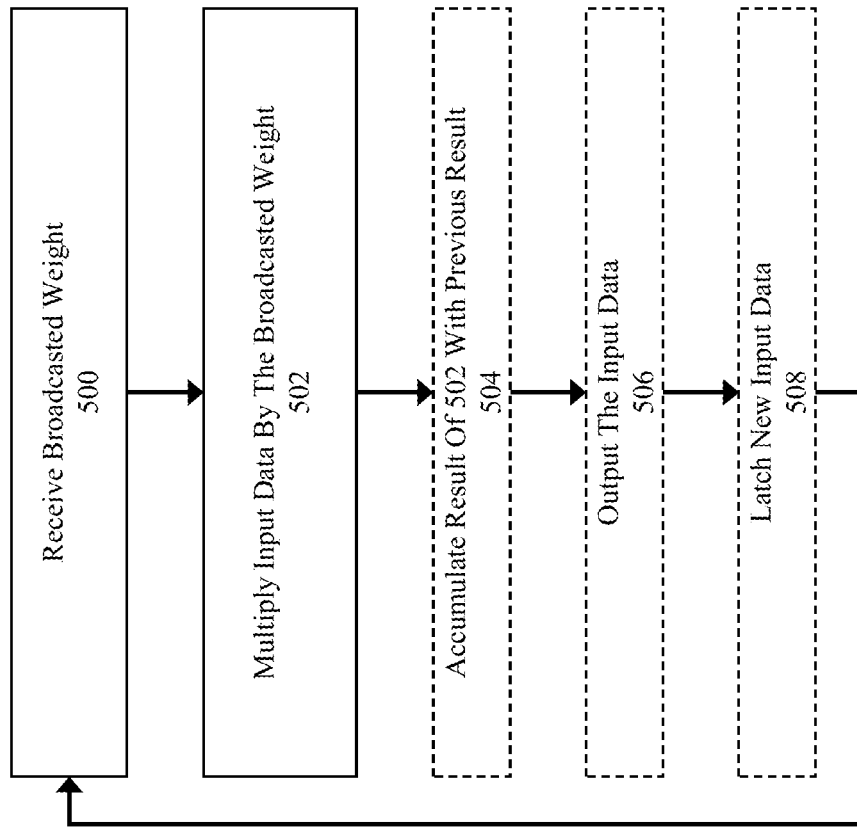 Receive Broadcasted Weight
500
Multiply Input Data By The Broadcasted Weight
502
Accumulate Result Of 502 With Previous Result
504
Output The Input Data
506
Latch New Input Data
508